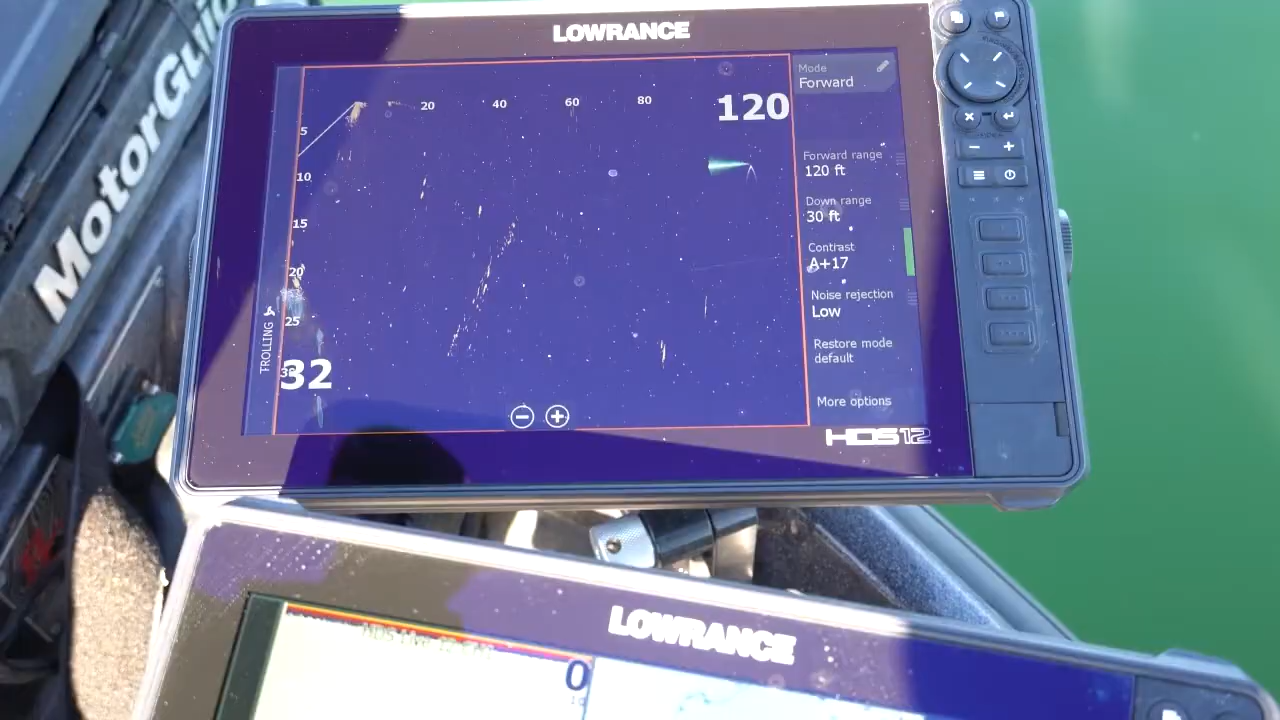 MOTORGUIDE
LOWRANCE
20 40 60 80 120
5
10
15
20
25
32
TROLLING
Mode
Forward
Forward range
120 ft
Down range
30 ft
Contrast
A+17
Noise rejection
Low
Restore mode
default
More options
HDS12
LOWRANCE
0